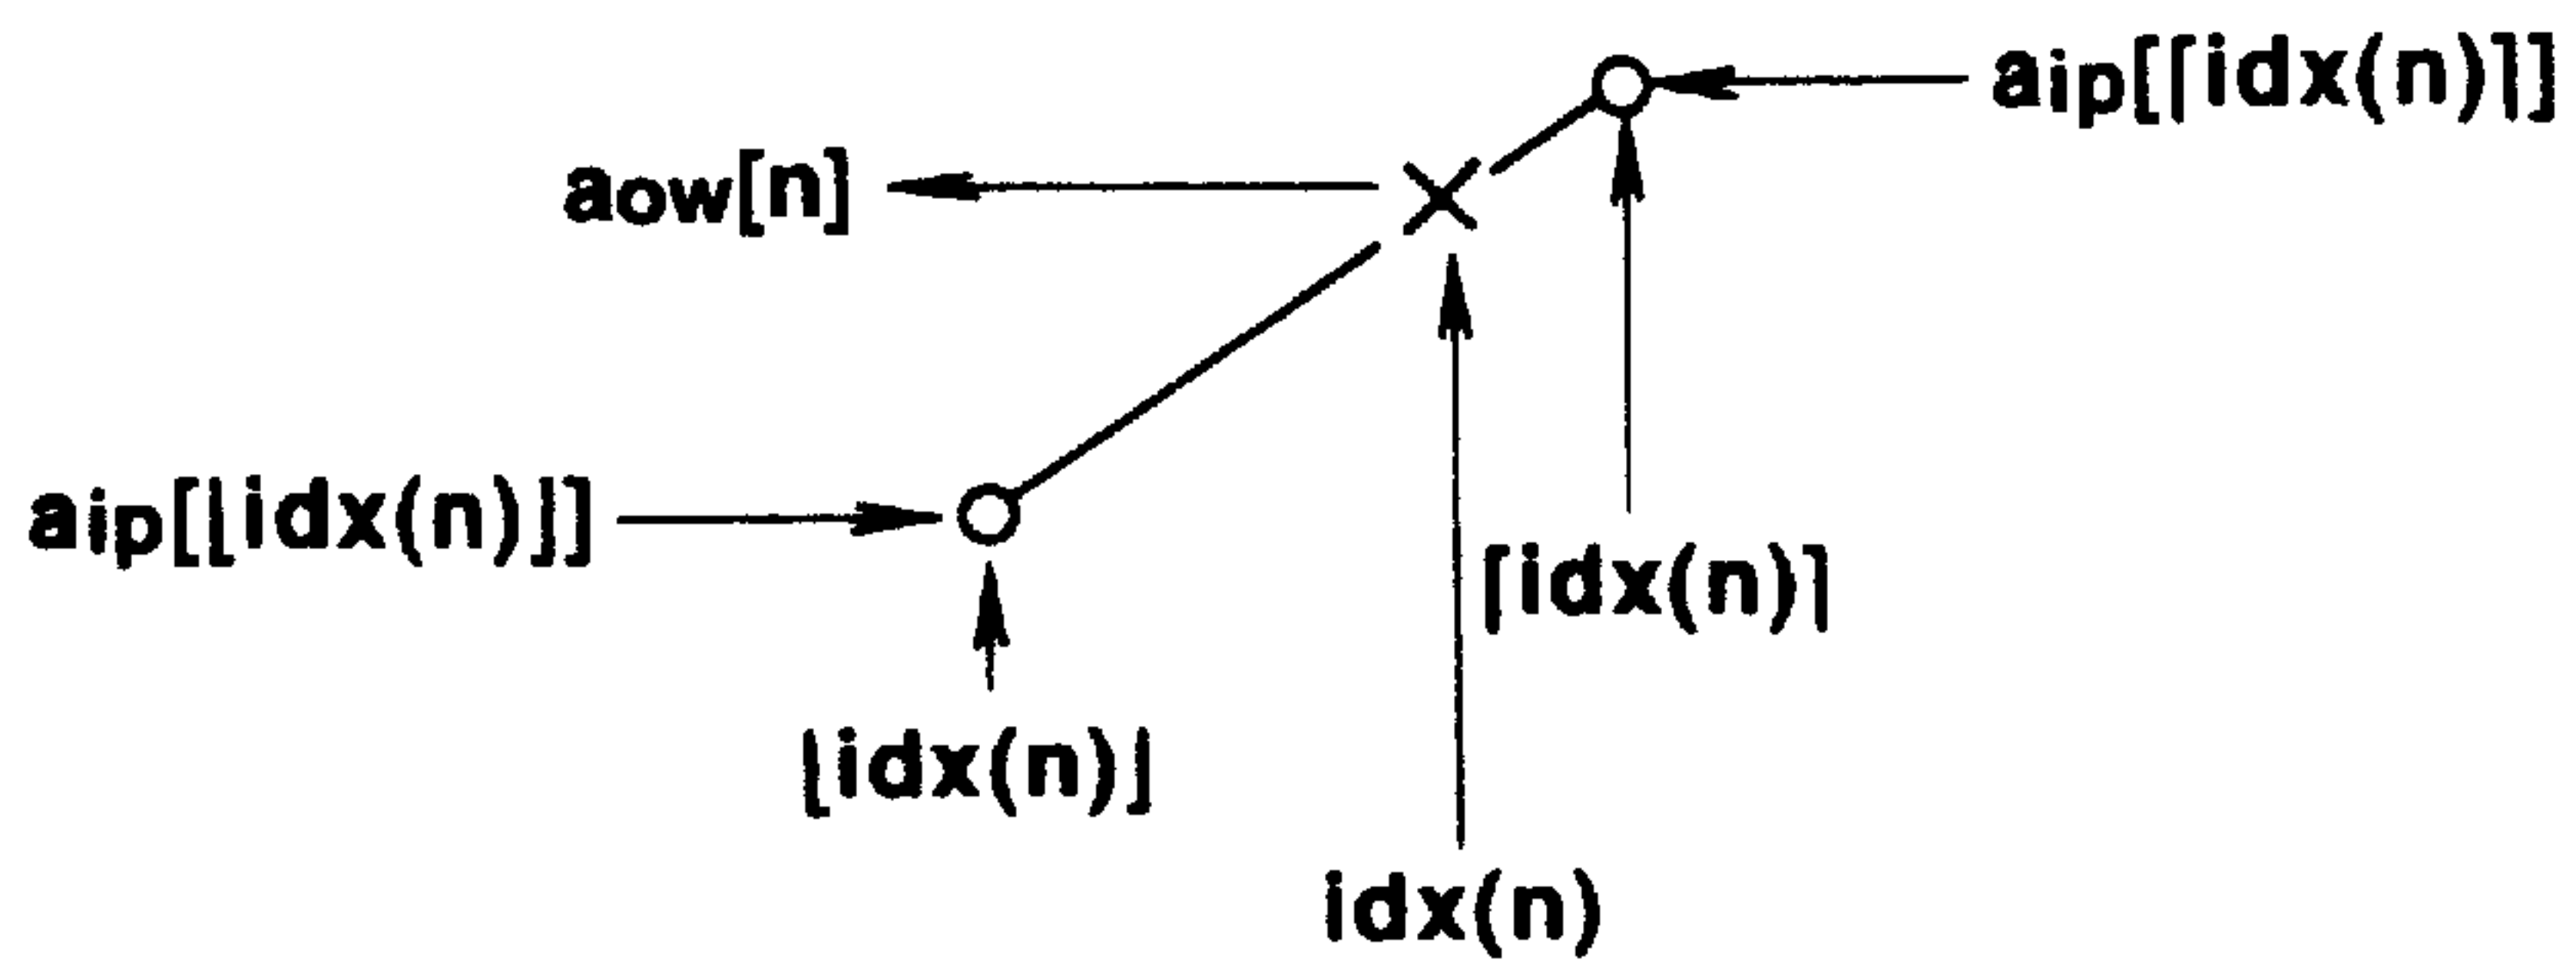 aip[⌈idx(n)⌉]
aow[n]
aip[⌊idx(n)⌋]
⌈idx(n)⌉
⌊idx(n)⌋
idx(n)